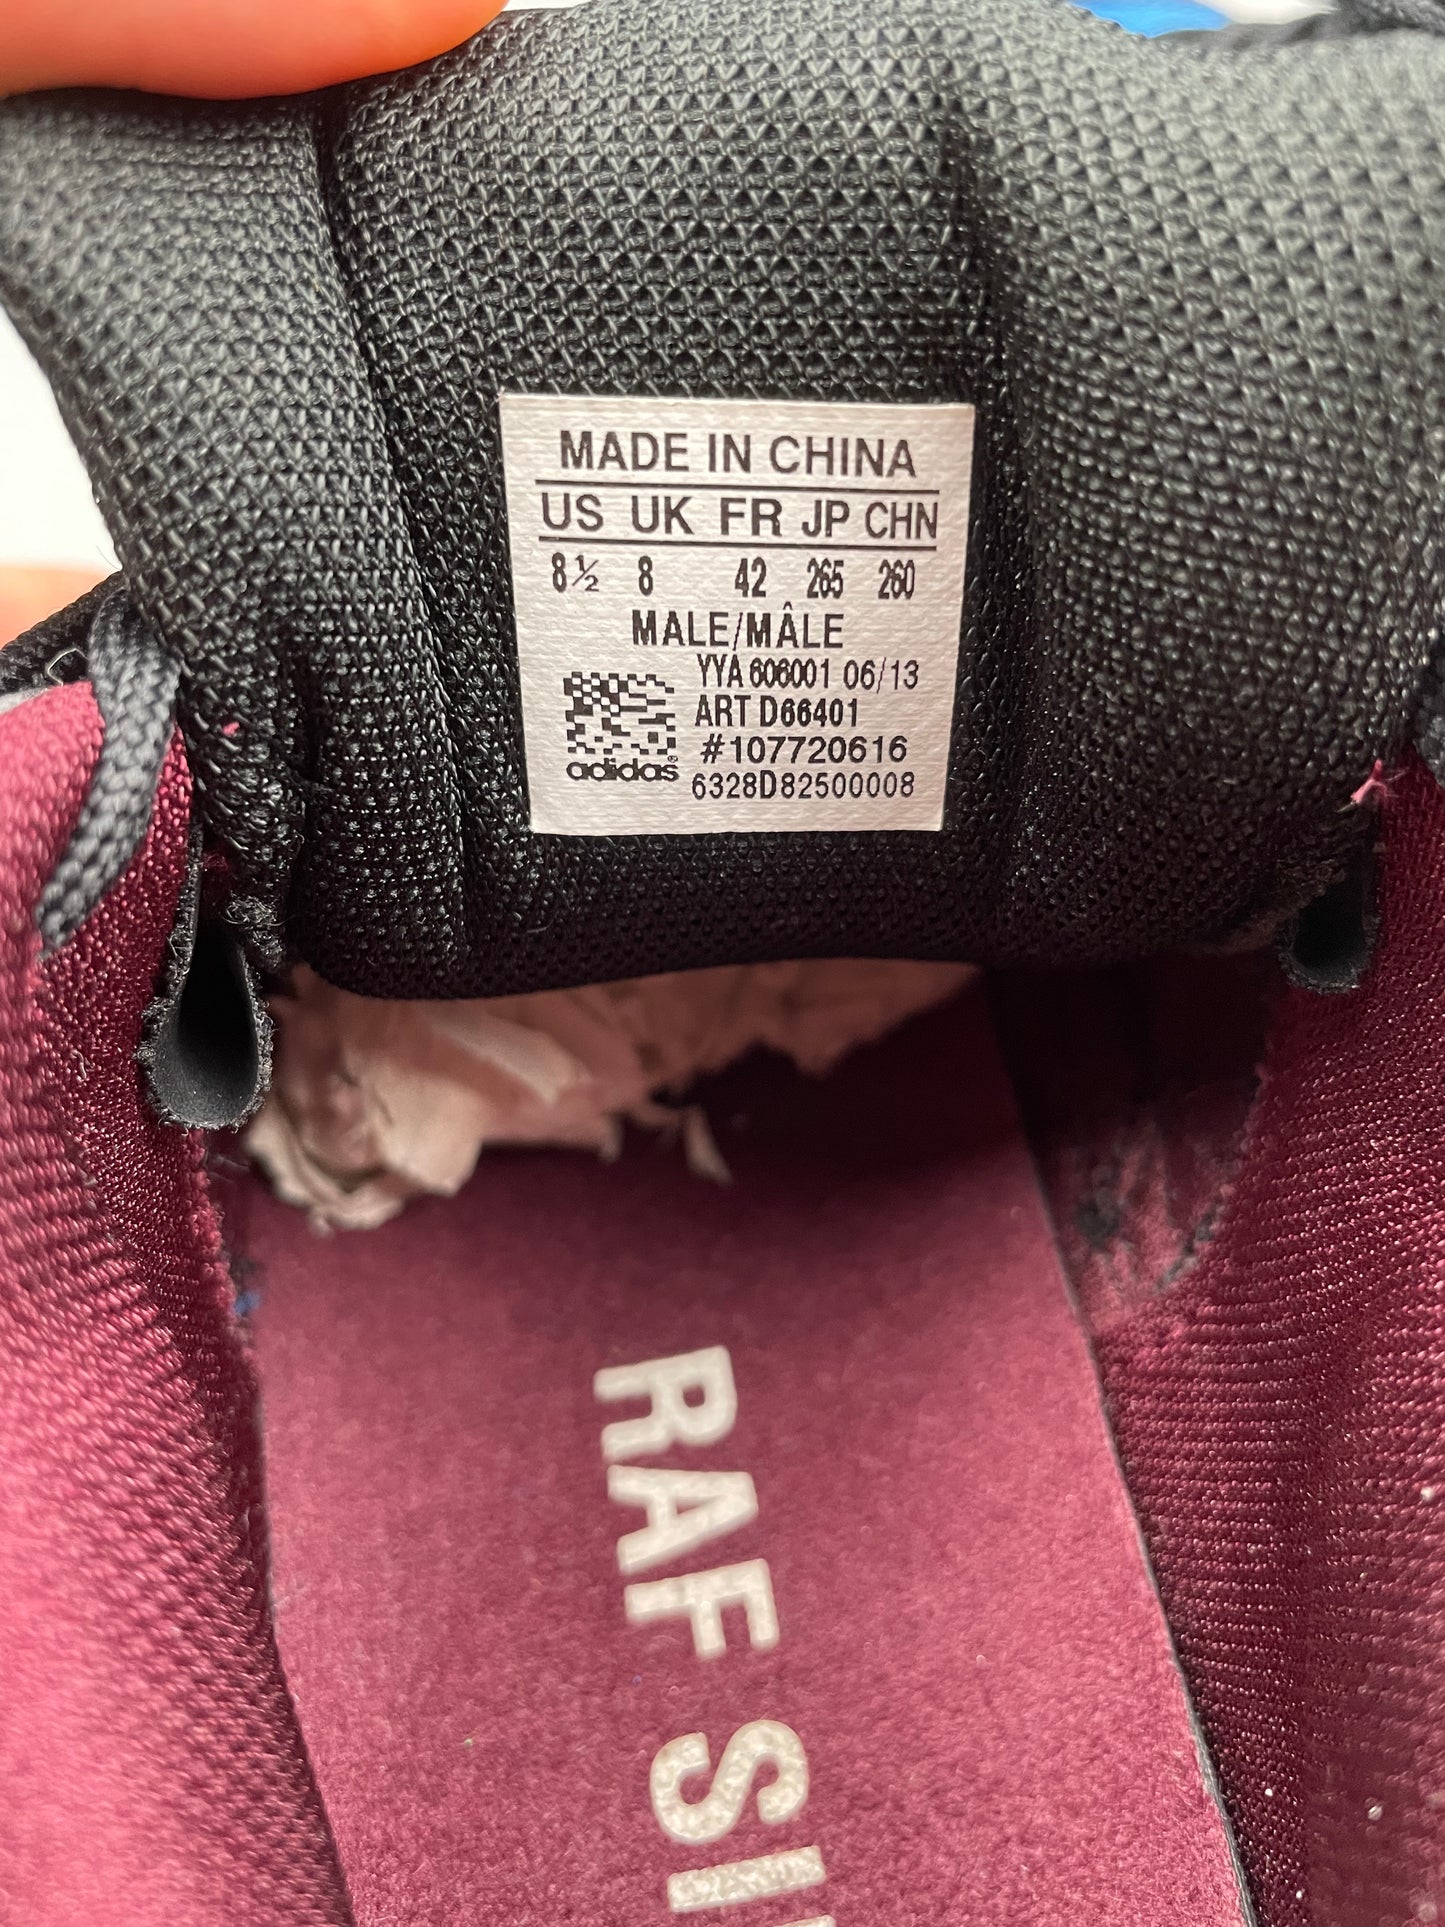 MADE IN CHINA
US UK FR JP CHN
8½ 8 42 265 260
MALE/MÂLE
YYA 606001 06/13
ART D66401
#107720616
adidas®
6328D82500008
RAF SI